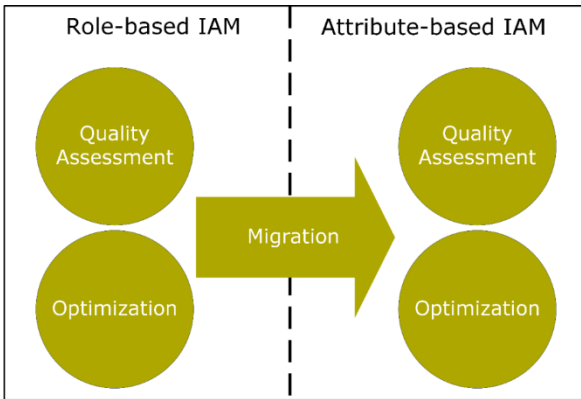 Role-based IAM
Attribute-based IAM
Quality
Assessment
Quality
Assessment
Migration
Optimization
Optimization